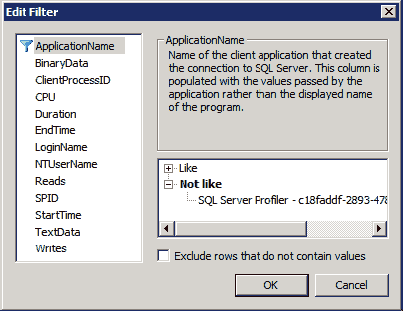 Edit Filter
ApplicationName
BinaryData
ClientProcessID
CPU
Duration
EndTime
LoginName
NTUserName
Reads
SPID
StartTime
TextData
Writes
ApplicationName
Name of the client application that created
the connection to SQL Server. This column is
populated with the values passed by the
application rather than the displayed name
of the program.
Like
Not like
SQL Server Profiler - c18faddf-2893-478
Exclude rows that do not contain values
OK
Cancel